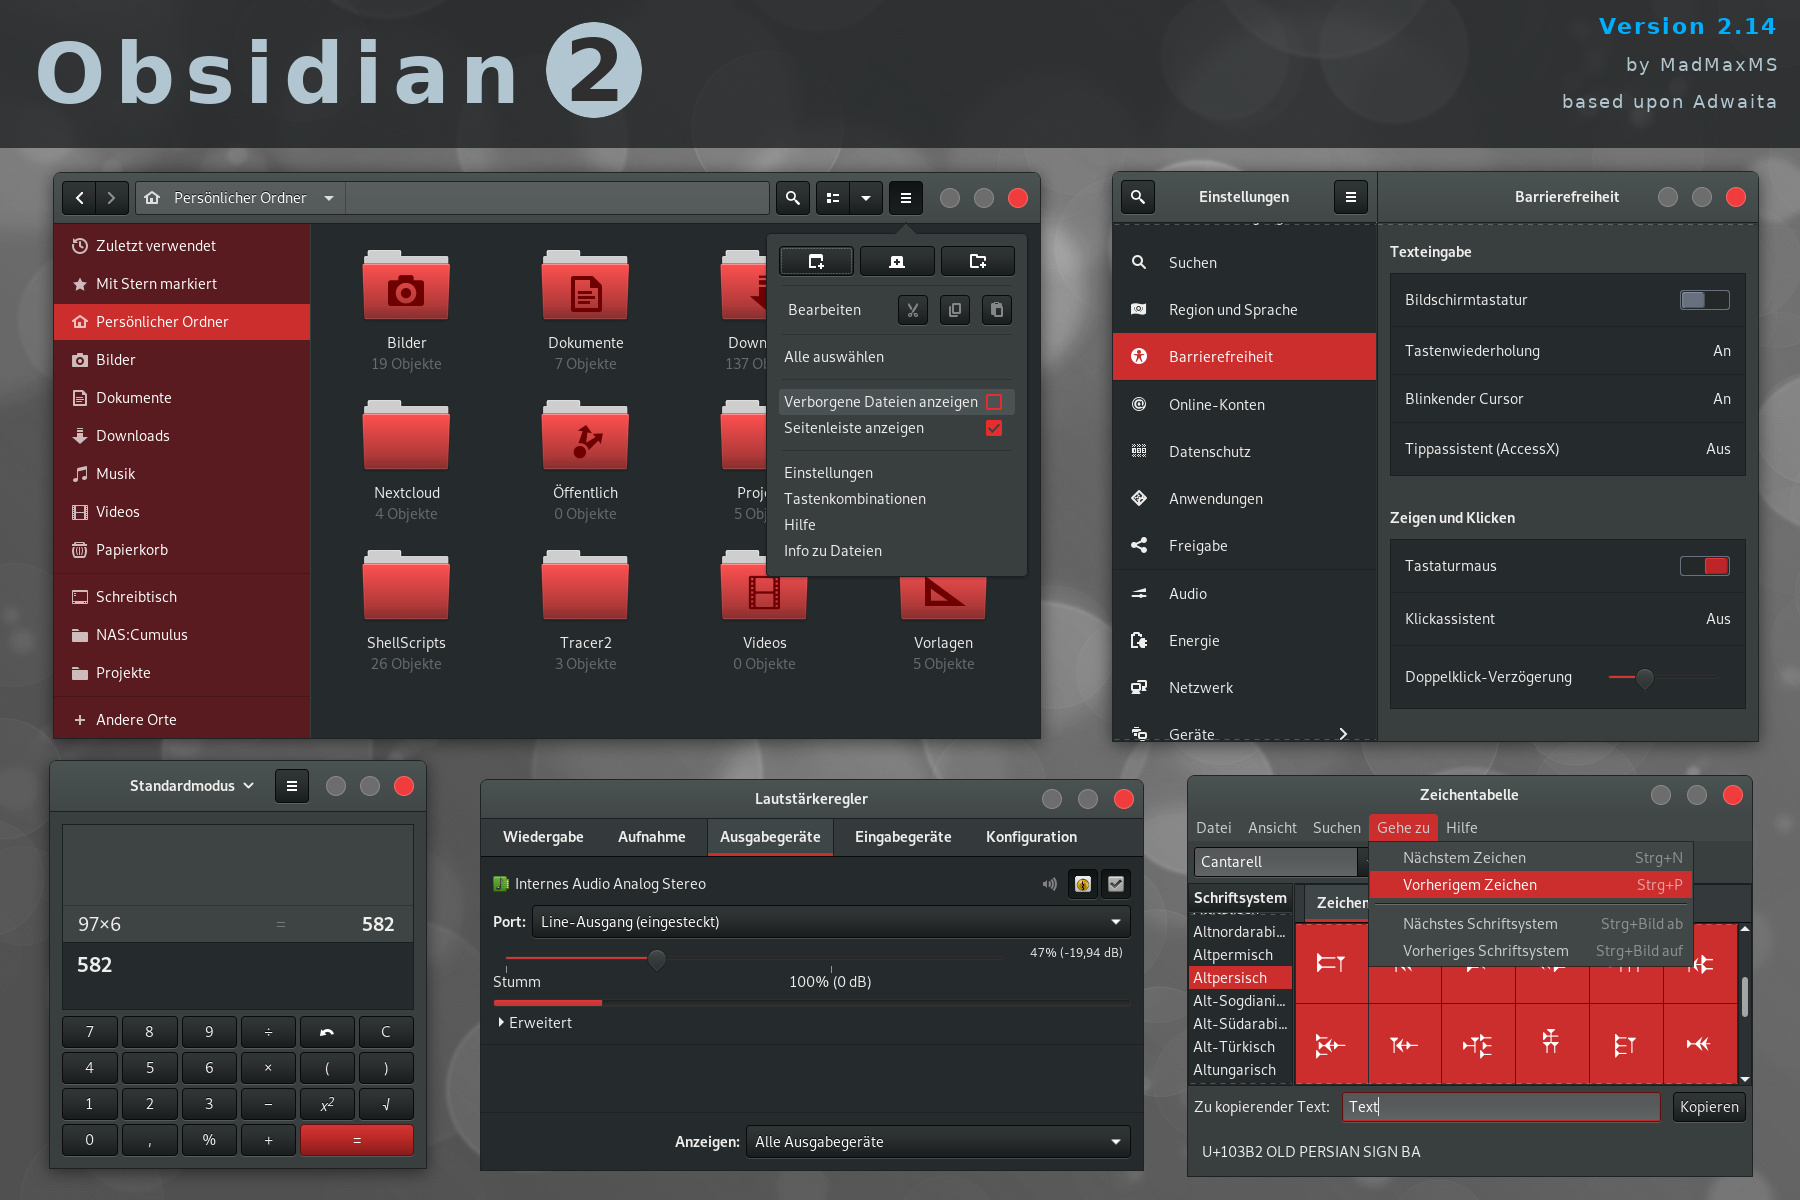 Obsidian 2
Version 2.14
by MadMaxMS
based upon Adwaita
Persönlicher Ordner
Zuletzt verwendet
Mit Stern markiert
Persönlicher Ordner
Bilder
Dokumente
Downloads
Musik
Videos
Papierkorb
Schreibtisch
NAS:Cumulus
Projekte
Andere Orte
Bilder
19 Objekte
Dokumente
7 Objekte
Down
137 Ob
Nextcloud
4 Objekte
Öffentlich
0 Objekte
Proj
5 Ob
ShellScripts
26 Objekte
Tracer2
3 Objekte
Videos
0 Objekte
Vorlagen
5 Objekte
Bearbeiten
Alle auswählen
Verborgene Dateien anzeigen
Seitenleiste anzeigen
Einstellungen
Tastenkombinationen
Hilfe
Info zu Dateien
Einstellungen
Barrierefreiheit
Suchen
Region und Sprache
Barrierefreiheit
Online-Konten
Datenschutz
Anwendungen
Freigabe
Audio
Energie
Netzwerk
Geräte
Texteingabe
Bildschirmtastatur
Tastenwiederholung An
Blinkender Cursor An
Tippassistent (AccessX) Aus
Zeigen und Klicken
Tastaturmaus
Klickassistent Aus
Doppelklick-Verzögerung
Standardmodus
97×6 = 582
582
7 8 9 ÷ C
4 5 6 × ( )
1 2 3 − x² √
0 , % + =
Lautstärkeregler
Wiedergabe Aufnahme Ausgabegeräte Eingabegeräte Konfiguration
Internes Audio Analog Stereo
Port: Line-Ausgang (eingesteckt)
47% (-19,94 dB)
Stumm 100% (0 dB)
Erweitert
Anzeigen: Alle Ausgabegeräte
Zeichentabelle
Datei Ansicht Suchen Gehe zu Hilfe
Cantarell
Nächstem Zeichen Strg+N
Vorherigem Zeichen Strg+P
Nächstes Schriftsystem Strg+Bild ab
Vorheriges Schriftsystem Strg+Bild auf
Schriftsystem
Zeichen
Altnordarabi...
Altpermisch
Altpersisch
Alt-Sogdiani...
Alt-Südarabi...
Alt-Türkisch
Altungarisch
Zu kopierender Text: Text Kopieren
U+103B2 OLD PERSIAN SIGN BA